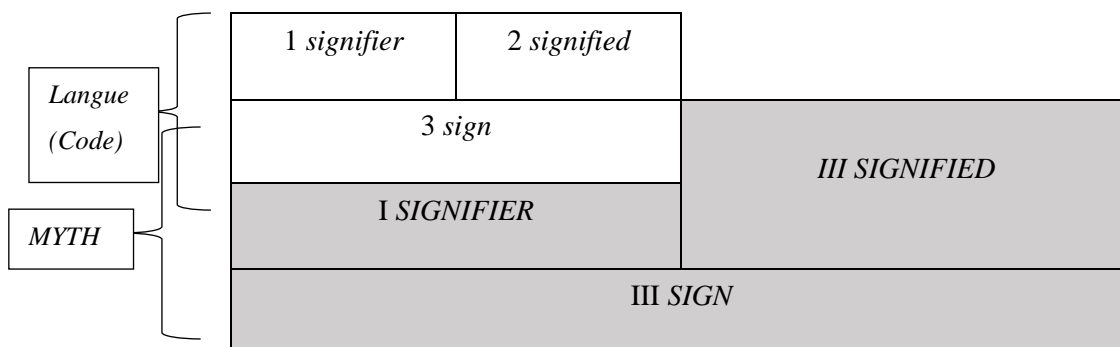 1 signifier
2 signified
Langue
(Code)
3 sign
III SIGNIFIED
I SIGNIFIER
MYTH
III SIGN